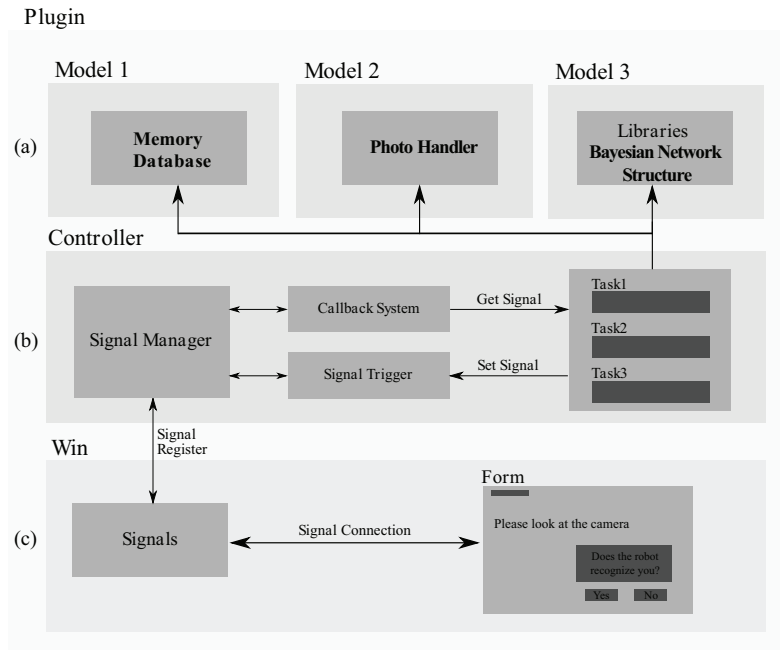 Plugin
Model 1
Model 2
Model 3
(a)
Memory
Database
Photo Handler
Libraries
Bayesian Network
Structure
Controller
(b)
Signal Manager
Callback System
Get Signal
Signal Trigger
Set Signal
Task1
Task2
Task3
Signal
Register
Win
(c)
Signals
Signal Connection
Form
Please look at the camera
Does the robot
recognize you?
Yes
No